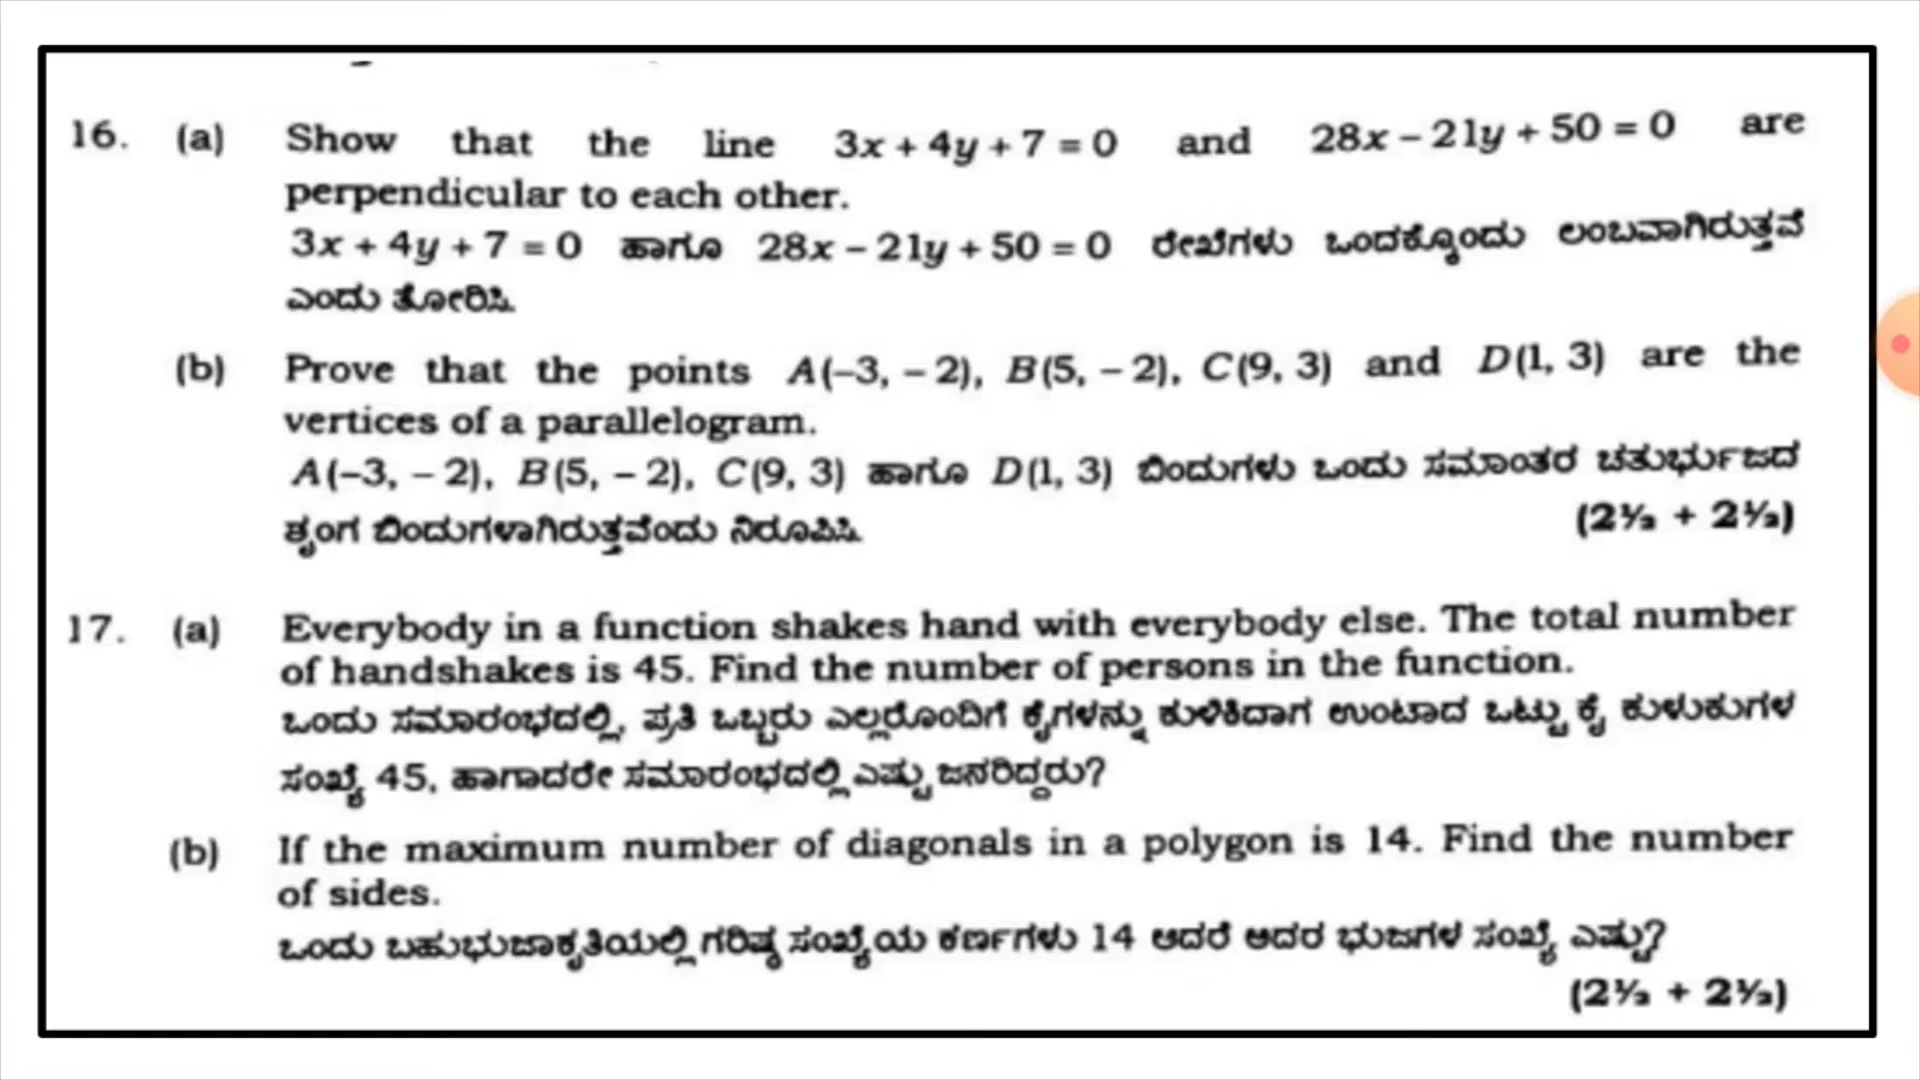 16. (a) Show that the line 3x + 4y + 7 = 0 and 28x – 21y + 50 = 0 are
perpendicular to each other.
3x + 4y + 7 = 0 ಹಾಗೂ 28x – 21y + 50 = 0 ರೇಖೆಗಳು ಒಂದಕ್ಕೊಂದು ಲಂಬವಾಗಿರುತ್ತವೆ
ಎಂದು ತೋರಿಸಿ.
(b) Prove that the points A(–3, – 2), B(5, – 2), C(9, 3) and D(1, 3) are the
vertices of a parallelogram.
A(–3, – 2), B(5, – 2), C(9, 3) ಹಾಗೂ D(1, 3) ಬಿಂದುಗಳು ಒಂದು ಸಮಾಂತರ ಚತುರ್ಭುಜದ
ಶೃಂಗ ಬಿಂದುಗಳಾಗಿರುತ್ತವೆಂದು ನಿರೂಪಿಸಿ.
(2½ + 2½)
17. (a) Everybody in a function shakes hand with everybody else. The total number
of handshakes is 45. Find the number of persons in the function.
ಒಂದು ಸಮಾರಂಭದಲ್ಲಿ, ಪ್ರತಿ ಒಬ್ಬರು ಎಲ್ಲರೊಂದಿಗೆ ಕೈಗಳನ್ನು ಕುಳಿಕಿದಾಗ ಉಂಟಾದ ಒಟ್ಟು ಕೈ ಕುಳುಕುಗಳ
ಸಂಖ್ಯೆ 45, ಹಾಗಾದರೇ ಸಮಾರಂಭದಲ್ಲಿ ಎಷ್ಟು ಜನರಿದ್ದರು?
(b) If the maximum number of diagonals in a polygon is 14. Find the number
of sides.
ಒಂದು ಬಹುಭುಜಾಕೃತಿಯಲ್ಲಿ ಗರಿಷ್ಠ ಸಂಖ್ಯೆಯ ಕರ್ಣಗಳು 14 ಆದರೆ ಆದರ ಭುಜಗಳ ಸಂಖ್ಯೆ ಎಷ್ಟು?
(2½ + 2½)